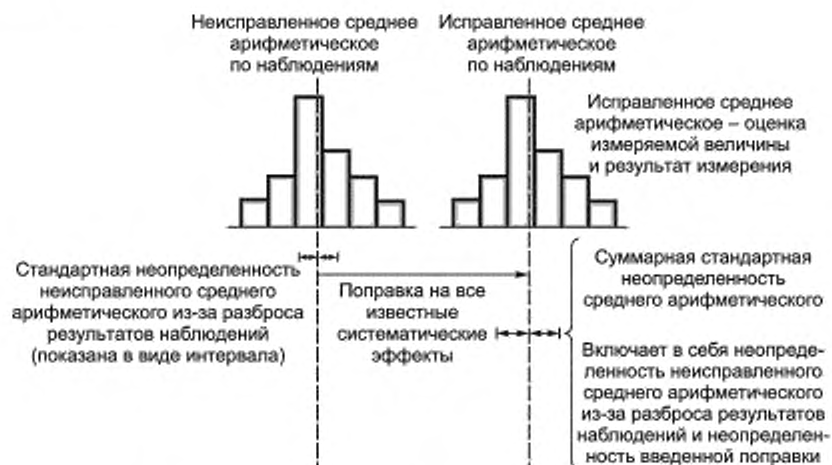 Неисправленное среднее
арифметическое
по наблюдениям
Исправленное среднее
арифметическое
по наблюдениям
Исправленное среднее
арифметическое – оценка
измеряемой величины
и результат измерения
Стандартная неопределенность
неисправленного среднего
арифметического из-за разброса
результатов наблюдений
(показана в виде интервала)
Поправка на все
известные
систематические
эффекты
Суммарная стандартная
неопределенность
среднего арифметического
Включает в себя неопреде-
ленность неисправленного
среднего арифметического
из-за разброса результатов
наблюдений и неопределен-
ность введенной поправки